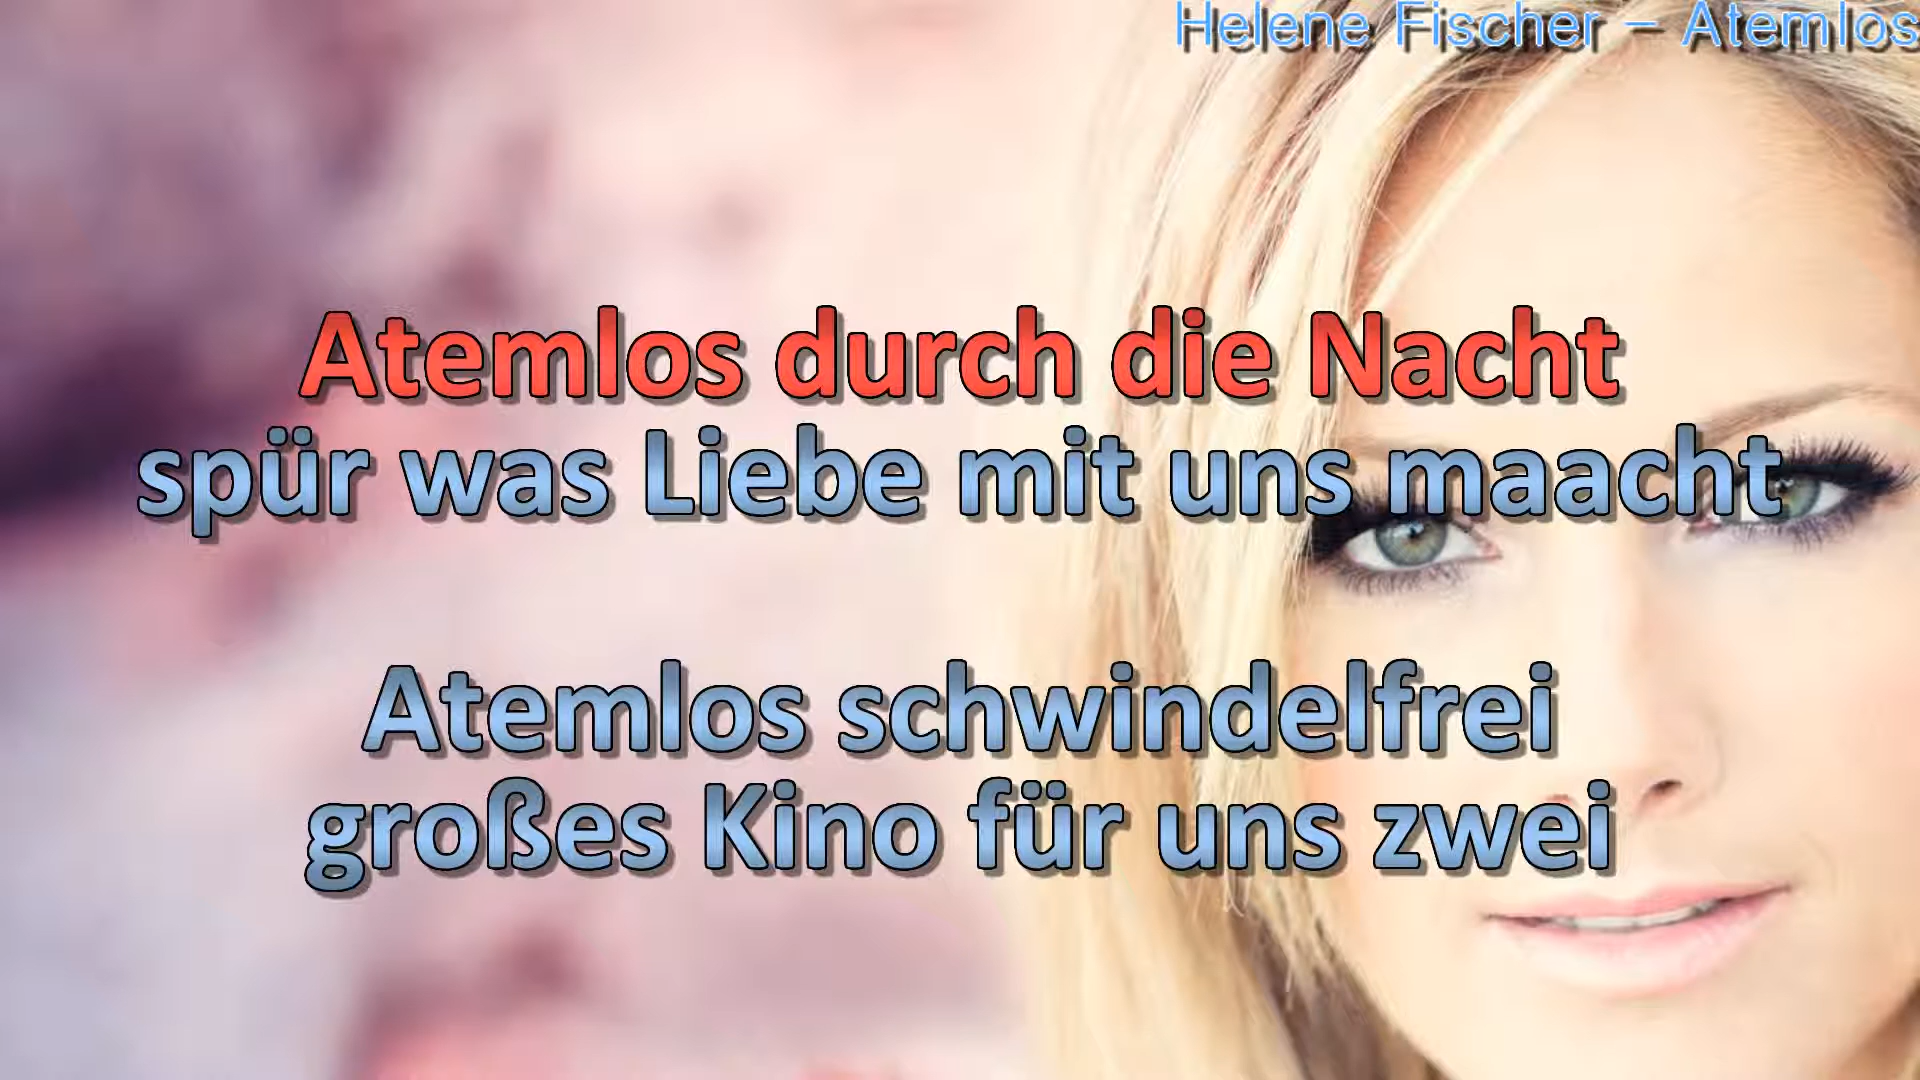 Helene Fischer - Atemlos
Atemlos durch die Nacht
spür was Liebe mit uns maacht
Atemlos schwindelfrei
großes Kino für uns zwei